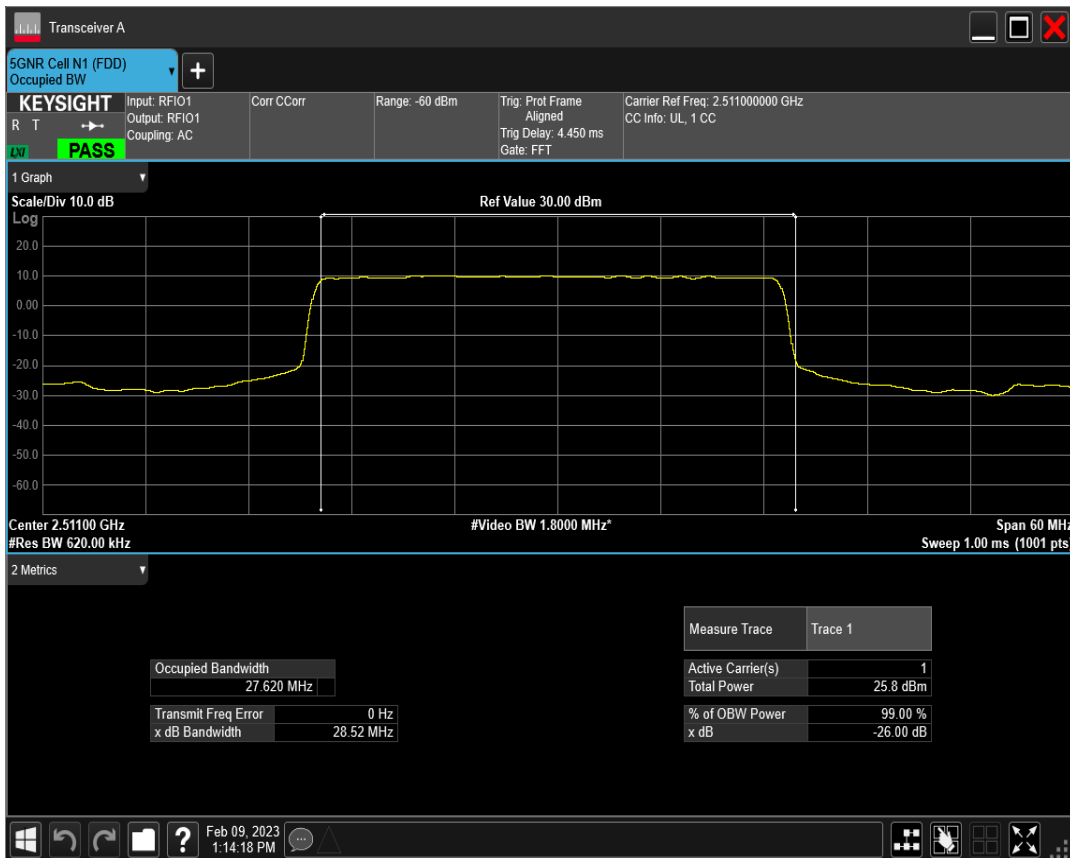 Transceiver A
5GNR Cell N1 (FDD)
Occupied BW
+
KEYSIGHT
R T
LXI
PASS
Input: RFIO1
Output: RFIO1
Coupling: AC
Corr CCorr
Range: -60 dBm
Trig: Prot Frame
Aligned
Trig Delay: 4.450 ms
Gate: FFT
Carrier Ref Freq: 2.511000000 GHz
CC Info: UL, 1 CC
1 Graph
Scale/Div 10.0 dB
Ref Value 30.00 dBm
Log
20.0
10.0
0.00
-10.0
-20.0
-30.0
-40.0
-50.0
-60.0
Center 2.51100 GHz
#Video BW 1.8000 MHz*
Span 60 MHz
#Res BW 620.00 kHz
Sweep 1.00 ms (1001 pts)
2 Metrics
Measure Trace Trace 1
Occupied Bandwidth
27.620 MHz
Active Carrier(s) 1
Total Power 25.8 dBm
Transmit Freq Error 0 Hz
x dB Bandwidth 28.52 MHz
% of OBW Power 99.00 %
x dB -26.00 dB
?
Feb 09, 2023
1:14:18 PM